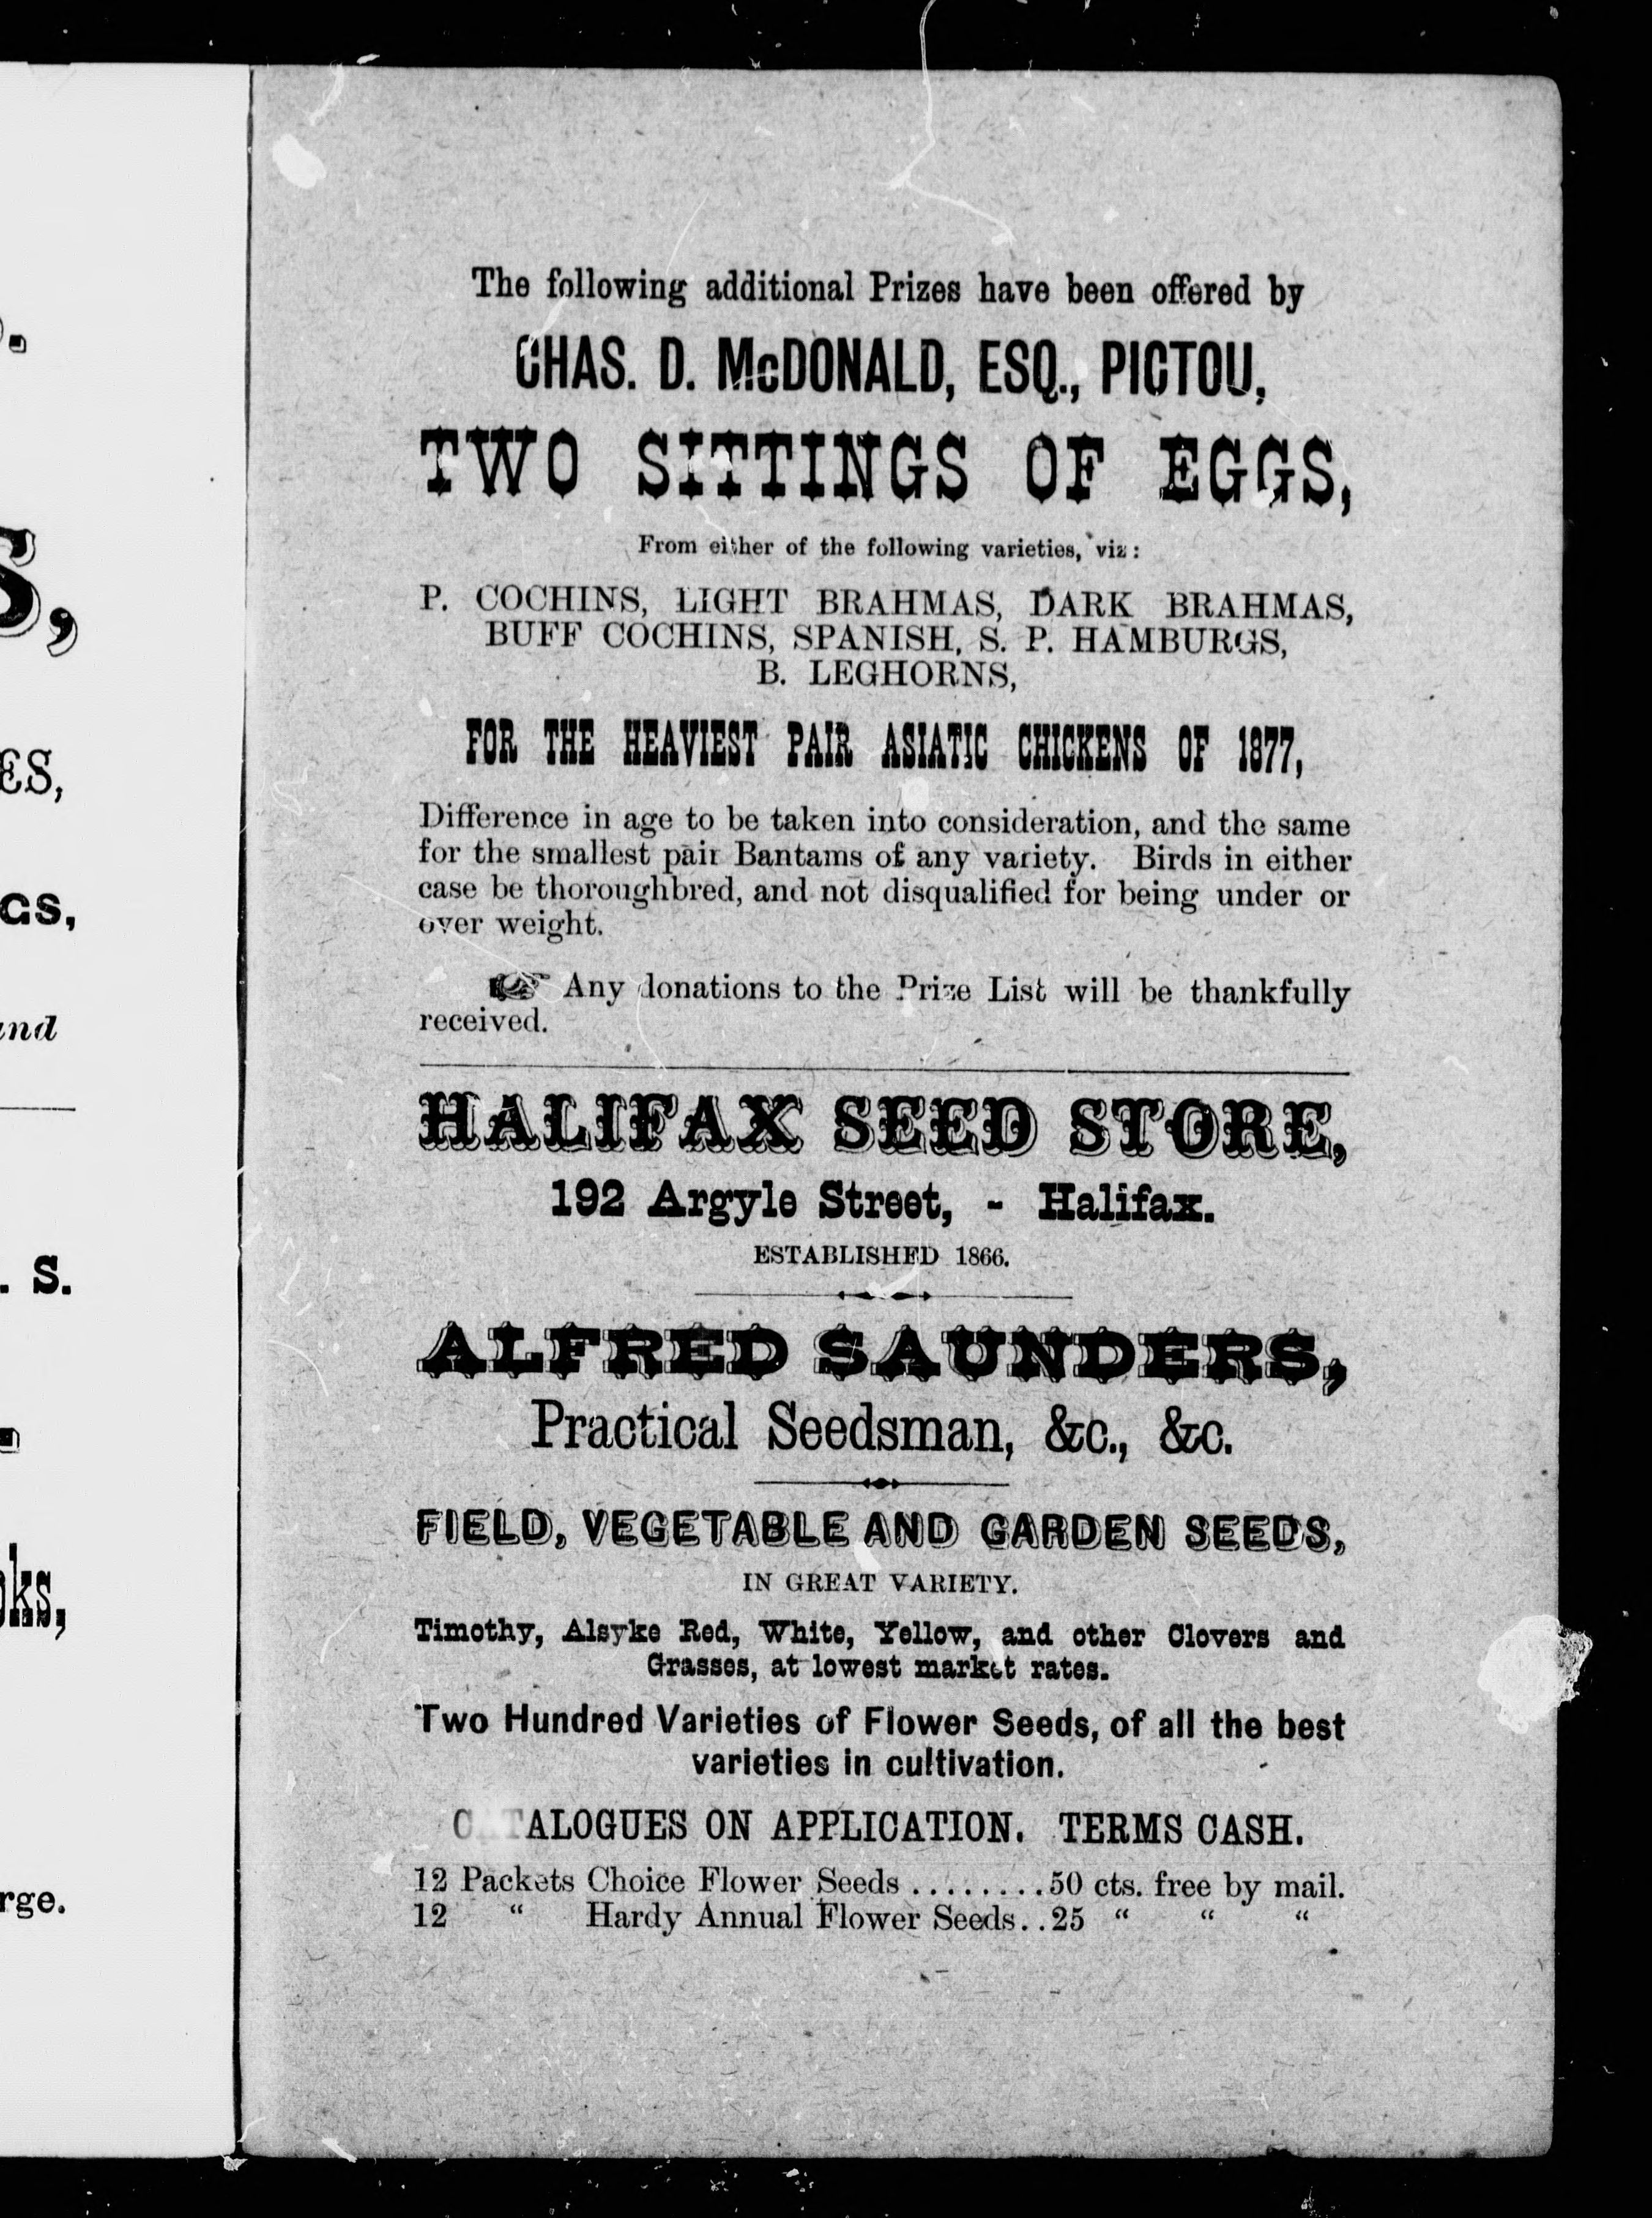 The following additional Prizes have been offered by
CHAS. D. McDONALD, ESQ., PICTOU,
TWO SITTINGS OF EGGS,
From either of the following varieties, viz:
P. COCHINS, LIGHT BRAHMAS, DARK BRAHMAS,
BUFF COCHINS, SPANISH, S. P. HAMBURGS,
B. LEGHORNS,
FOR THE HEAVIEST PAIR ASIATIC CHICKENS OF 1877,
Difference in age to be taken into consideration, and the same
for the smallest pair Bantams of any variety. Birds in either
case be thoroughbred, and not disqualified for being under or
over weight.
☞ Any donations to the Prize List will be thankfully
received.
HALIFAX SEED STORE,
192 Argyle Street, - Halifax.
ESTABLISHED 1866.
ALFRED SAUNDERS,
Practical Seedsman, &c., &c.
FIELD, VEGETABLE AND GARDEN SEEDS,
IN GREAT VARIETY.
Timothy, Alsyke Red, White, Yellow, and other Clovers and
Grasses, at lowest market rates.
Two Hundred Varieties of Flower Seeds, of all the best
varieties in cultivation.
CATALOGUES ON APPLICATION. TERMS CASH.
12 Packets Choice Flower Seeds ........50 cts. free by mail.
12 “ Hardy Annual Flower Seeds..25 “ “ “